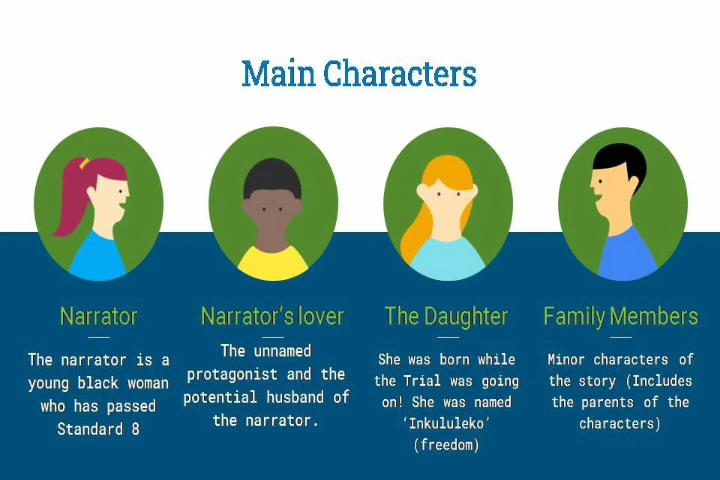 Main Characters
Narrator
The narrator is a
young black woman
who has passed
Standard 8
Narrator's lover
The unnamed
protagonist and the
potential husband of
the narrator.
The Daughter
She was born while
the Trial was going
on! She was named
‘Inkululeko’
(freedom)
Family Members
Minor characters of
the story (Includes
the parents of the
characters)